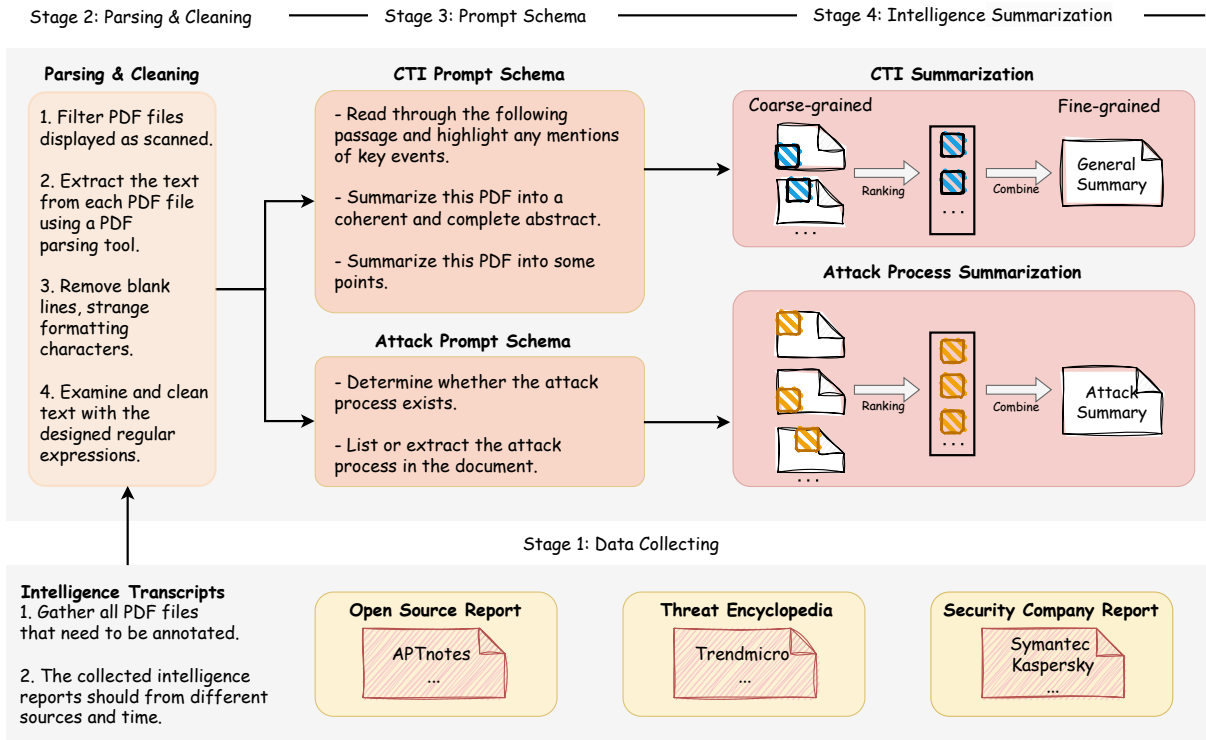 Stage 2: Parsing & Cleaning
Stage 3: Prompt Schema
Stage 4: Intelligence Summarization
Parsing & Cleaning
1. Filter PDF files
displayed as scanned.
2. Extract the text
from each PDF file
using a PDF
parsing tool.
3. Remove blank
lines, strange
formatting
characters.
4. Examine and clean
text with the
designed regular
expressions.
CTI Prompt Schema
- Read through the following
passage and highlight any mentions
of key events.
- Summarize this PDF into a
coherent and complete abstract.
- Summarize this PDF into some
points.
Attack Prompt Schema
- Determine whether the attack
process exists.
- List or extract the attack
process in the document.
CTI Summarization
Coarse-grained
Fine-grained
...
Ranking
...
Combine
General
Summary
Attack Process Summarization
...
Ranking
...
Combine
Attack
Summary
Stage 1: Data Collecting
Intelligence Transcripts
1. Gather all PDF files
that need to be annotated.
2. The collected intelligence
reports should from different
sources and time.
Open Source Report
APTnotes
...
Threat Encyclopedia
Trendmicro
...
Security Company Report
Symantec
Kaspersky
...